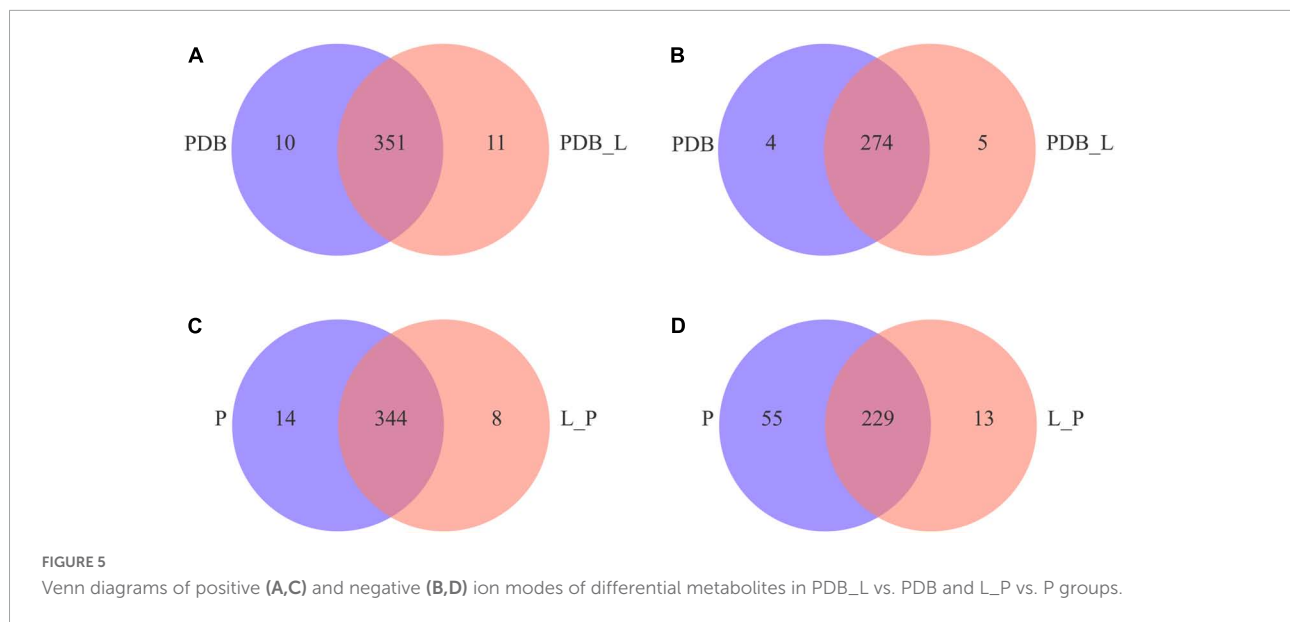 A
PDB 10 351 11 PDB_L
B
PDB 4 274 5 PDB_L
C
P 14 344 8 L_P
D
P 55 229 13 L_P
FIGURE 5
Venn diagrams of positive (A,C) and negative (B,D) ion modes of differential metabolites in PDB_L vs. PDB and L_P vs. P groups.